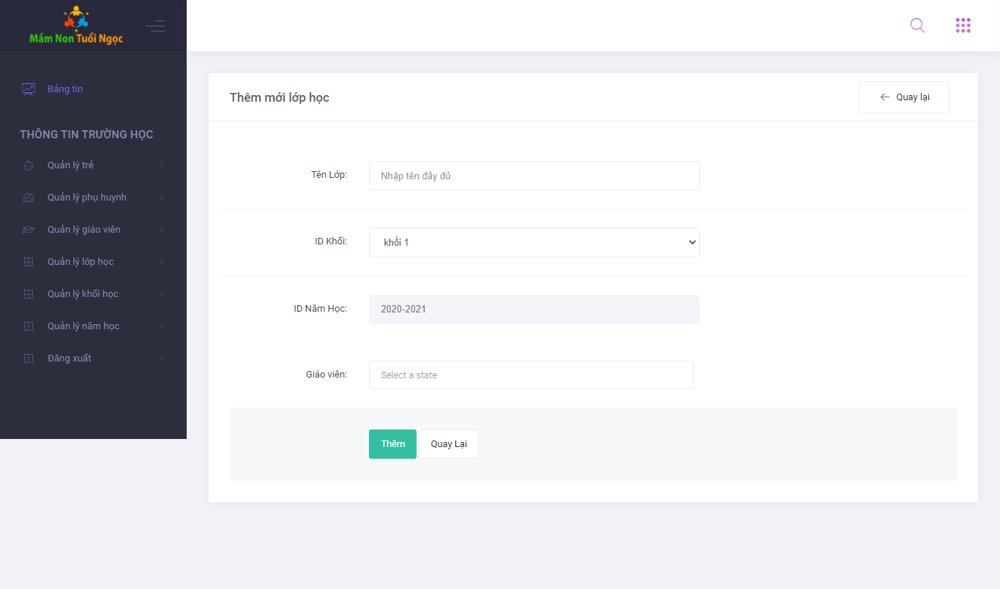 Mầm Non Tuổi Ngọc
Bảng tin
THÔNG TIN TRƯỜNG HỌC
Quản lý trẻ
Quản lý phụ huynh
Quản lý giáo viên
Quản lý lớp học
Quản lý khối học
Quản lý năm học
Đăng xuất
Thêm mới lớp học
Quay lại
Tên Lớp:
Nhập tên đầy đủ
ID Khối:
khối 1
ID Năm Học:
2020-2021
Giáo viên:
Select a state
Thêm
Quay Lại